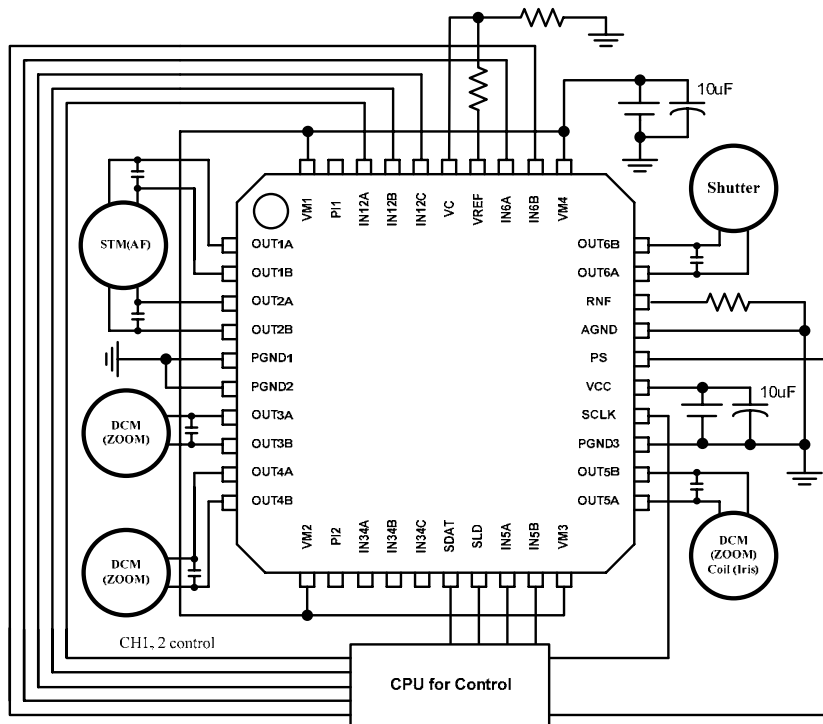 10uF
VM1
PI1
IN12A
IN12B
IN12C
VC
VREF
IN6A
IN6B
VM4
Shutter
STM(AF)
OUT1A
OUT1B
OUT2A
OUT2B
PGND1
PGND2
OUT3A
OUT3B
OUT4A
OUT4B
OUT6B
OUT6A
RNF
AGND
PS
VCC
SCLK
PGND3
OUT5B
OUT5A
10uF
DCM
(ZOOM)
DCM
(ZOOM)
DCM
(ZOOM)
Coil (Iris)
VM2
PI2
IN34A
IN34B
IN34C
SDAT
SLD
IN5A
IN5B
VM3
CH1, 2 control
CPU for Control